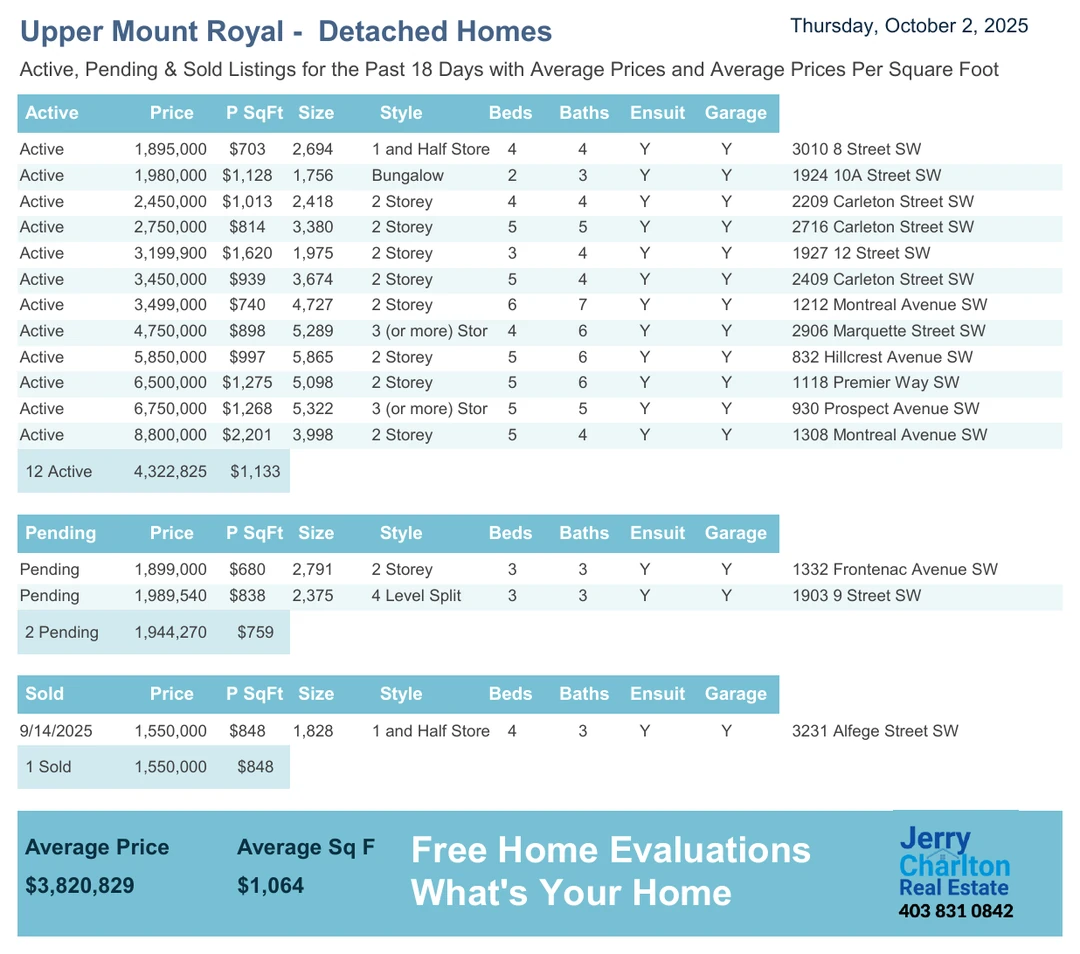 Upper Mount Royal - Detached Homes Thursday, October 2, 2025
Active, Pending & Sold Listings for the Past 18 Days with Average Prices and Average Prices Per Square Foot
Active Price P SqFt Size Style Beds Baths Ensuit Garage
Active 1,895,000 $703 2,694 1 and Half Store 4 4 Y Y 3010 8 Street SW
Active 1,980,000 $1,128 1,756 Bungalow 2 3 Y Y 1924 10A Street SW
Active 2,450,000 $1,013 2,418 2 Storey 4 4 Y Y 2209 Carleton Street SW
Active 2,750,000 $814 3,380 2 Storey 5 5 Y Y 2716 Carleton Street SW
Active 3,199,900 $1,620 1,975 2 Storey 3 4 Y Y 1927 12 Street SW
Active 3,450,000 $939 3,674 2 Storey 5 4 Y Y 2409 Carleton Street SW
Active 3,499,000 $740 4,727 2 Storey 6 7 Y Y 1212 Montreal Avenue SW
Active 4,750,000 $898 5,289 3 (or more) Stor 4 6 Y Y 2906 Marquette Street SW
Active 5,850,000 $997 5,865 2 Storey 5 6 Y Y 832 Hillcrest Avenue SW
Active 6,500,000 $1,275 5,098 2 Storey 5 6 Y Y 1118 Premier Way SW
Active 6,750,000 $1,268 5,322 3 (or more) Stor 5 5 Y Y 930 Prospect Avenue SW
Active 8,800,000 $2,201 3,998 2 Storey 5 4 Y Y 1308 Montreal Avenue SW
12 Active 4,322,825 $1,133
Pending Price P SqFt Size Style Beds Baths Ensuit Garage
Pending 1,899,000 $680 2,791 2 Storey 3 3 Y Y 1332 Frontenac Avenue SW
Pending 1,989,540 $838 2,375 4 Level Split 3 3 Y Y 1903 9 Street SW
2 Pending 1,944,270 $759
Sold Price P SqFt Size Style Beds Baths Ensuit Garage
9/14/2025 1,550,000 $848 1,828 1 and Half Store 4 3 Y Y 3231 Alfege Street SW
1 Sold 1,550,000 $848
Average Price Average Sq F
$3,820,829 $1,064
Free Home Evaluations
What's Your Home
Jerry
Charlton
Real Estate
403 831 0842